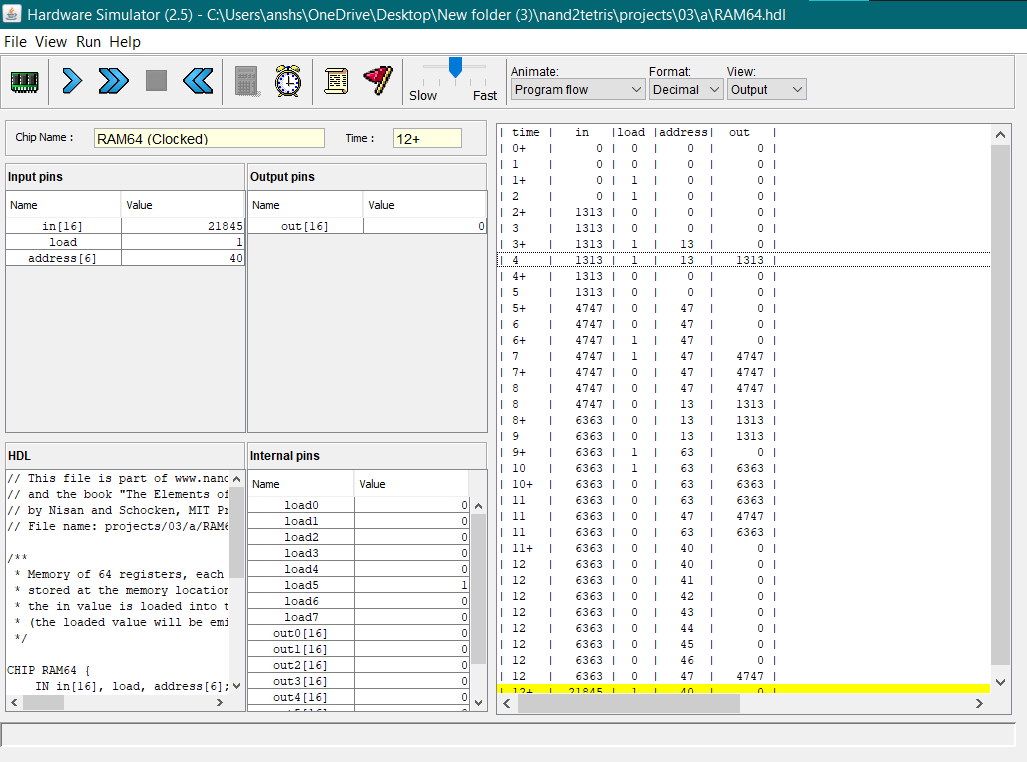 Hardware Simulator (2.5) - C:\Users\anshs\OneDrive\Desktop\New folder (3)\nand2tetris\projects\03\a\RAM64.hdl
File View Run Help
Slow Fast
Animate: Format: View:
Program flow Decimal Output
Chip Name : RAM64 (Clocked) Time : 12+
Input pins
Name Value
in[16] 21845
load 1
address[6] 40
Output pins
Name Value
out[16] 0
HDL
// This file is part of www.nand
// and the book "The Elements of
// by Nisan and Schocken, MIT Pr
// File name: projects/03/a/RAM6
/**
* Memory of 64 registers, each
* stored at the memory location
* the in value is loaded into t
* (the loaded value will be emi
*/
CHIP RAM64 {
IN in[16], load, address[6];
Internal pins
Name Value
load0 0
load1 0
load2 0
load3 0
load4 0
load5 1
load6 0
load7 0
out0[16] 0
out1[16] 0
out2[16] 0
out3[16] 0
out4[16] 0
| time | in |load |address| out |
| 0+ | 0 | 0 | 0 | 0 |
| 1 | 0 | 0 | 0 | 0 |
| 1+ | 0 | 1 | 0 | 0 |
| 2 | 0 | 1 | 0 | 0 |
| 2+ | 1313 | 0 | 0 | 0 |
| 3 | 1313 | 0 | 0 | 0 |
| 3+ | 1313 | 1 | 13 | 0 |
| 4 | 1313 | 1 | 13 | 1313 |
| 4+ | 1313 | 0 | 0 | 0 |
| 5 | 1313 | 0 | 0 | 0 |
| 5+ | 4747 | 0 | 47 | 0 |
| 6 | 4747 | 0 | 47 | 0 |
| 6+ | 4747 | 1 | 47 | 0 |
| 7 | 4747 | 1 | 47 | 4747 |
| 7+ | 4747 | 0 | 47 | 4747 |
| 8 | 4747 | 0 | 47 | 4747 |
| 8 | 4747 | 0 | 13 | 1313 |
| 8+ | 6363 | 0 | 13 | 1313 |
| 9 | 6363 | 0 | 13 | 1313 |
| 9+ | 6363 | 1 | 63 | 0 |
| 10 | 6363 | 1 | 63 | 6363 |
| 10+ | 6363 | 0 | 63 | 6363 |
| 11 | 6363 | 0 | 63 | 6363 |
| 11 | 6363 | 0 | 47 | 4747 |
| 11 | 6363 | 0 | 63 | 6363 |
| 11+ | 6363 | 0 | 40 | 0 |
| 12 | 6363 | 0 | 40 | 0 |
| 12 | 6363 | 0 | 41 | 0 |
| 12 | 6363 | 0 | 42 | 0 |
| 12 | 6363 | 0 | 43 | 0 |
| 12 | 6363 | 0 | 44 | 0 |
| 12 | 6363 | 0 | 45 | 0 |
| 12 | 6363 | 0 | 46 | 0 |
| 12 | 6363 | 0 | 47 | 4747 |
| 12+ | 21845 | 1 | 40 | 0 |